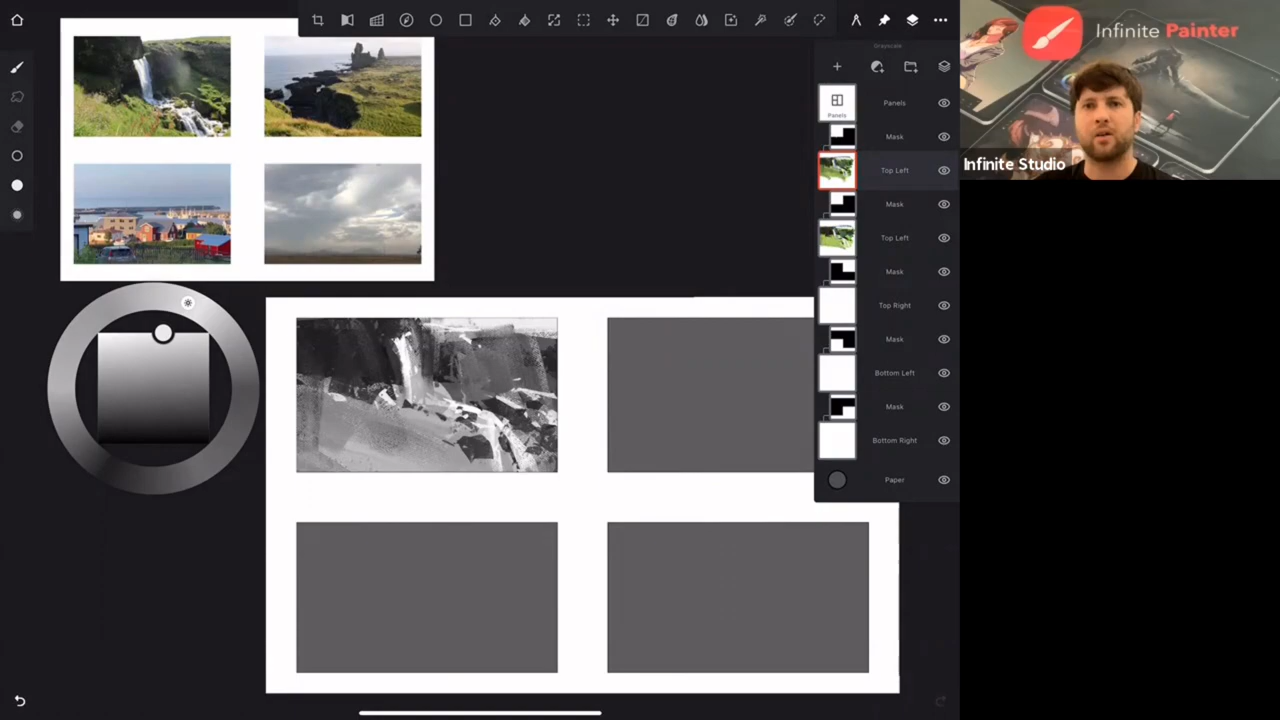 Grayscale
Panels
Panels
Mask
Top Left
Mask
Top Left
Mask
Top Right
Mask
Bottom Left
Mask
Bottom Right
Paper
Infinite Painter
Infinite Studio